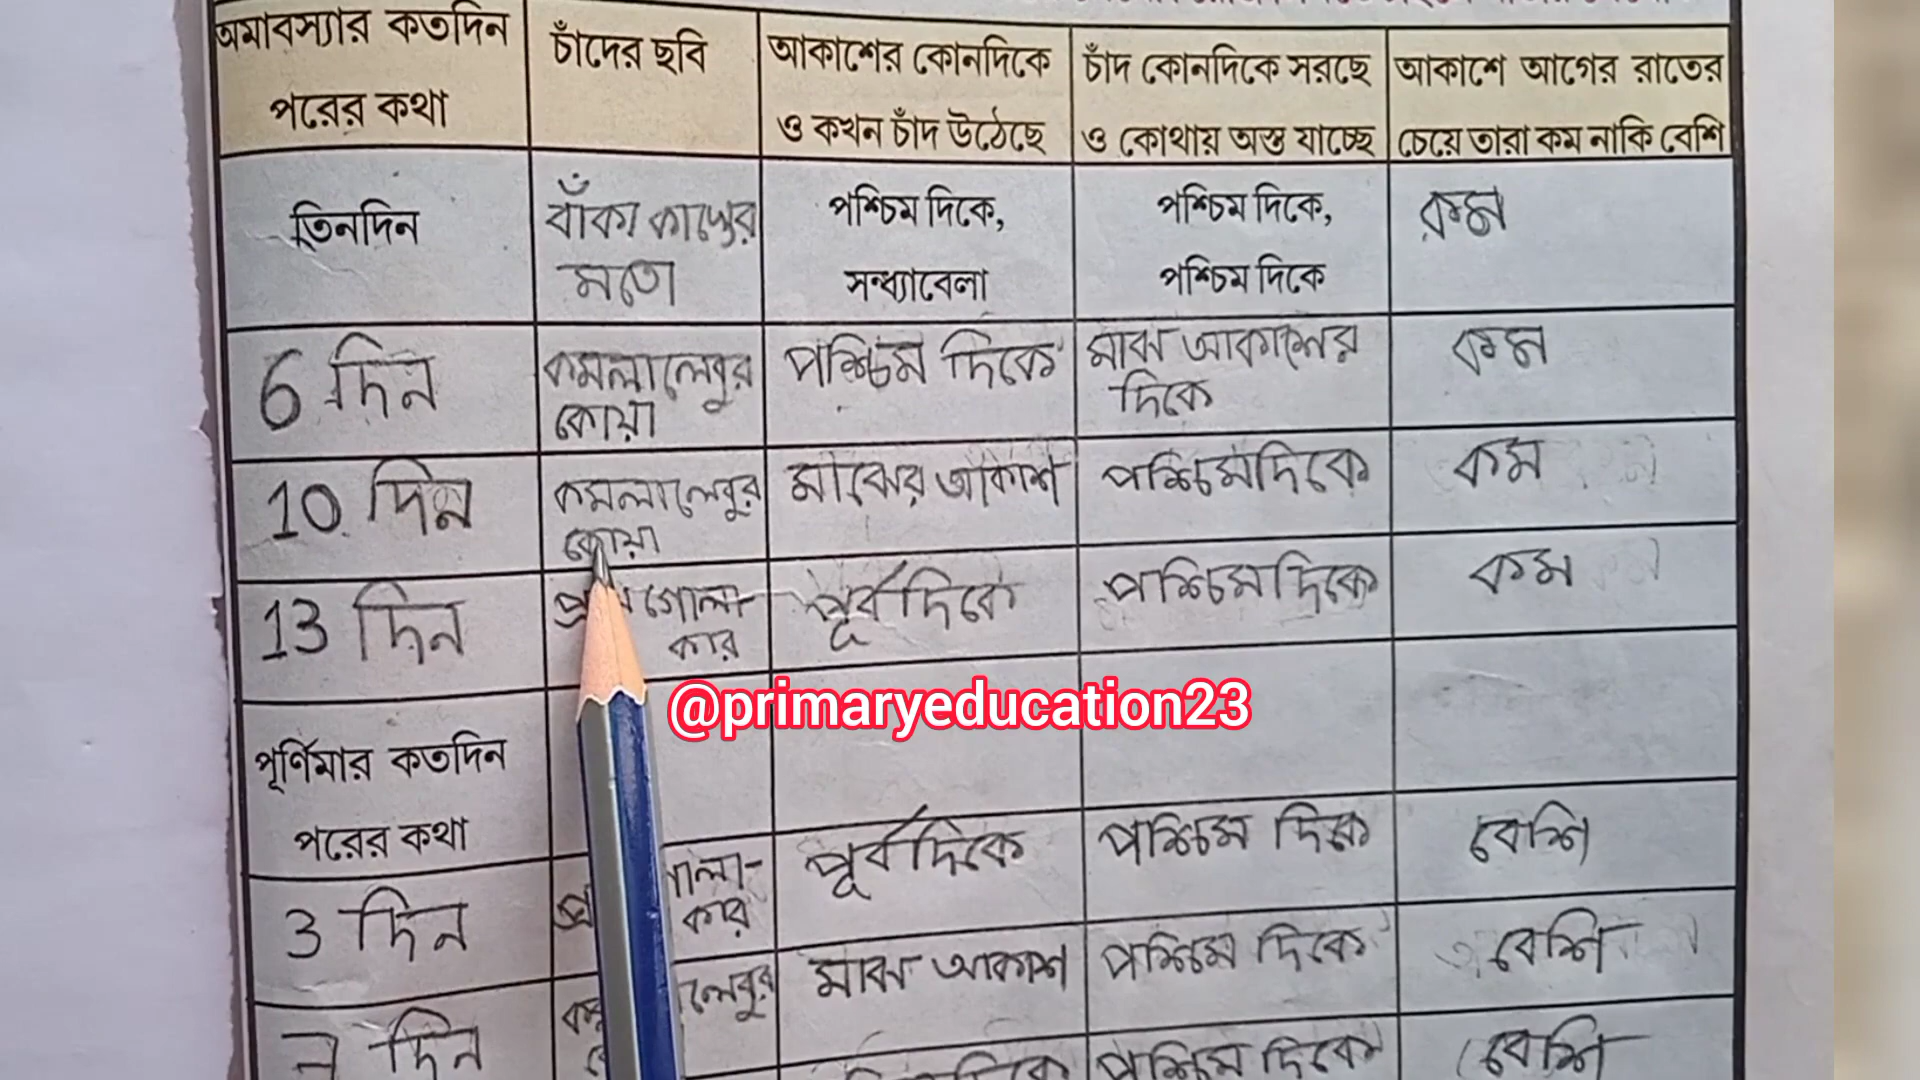 অমাবস্যার কতদিন পরের কথা
চাঁদের ছবি
আকাশের কোনদিকে ও কখন চাঁদ উঠেছে
চাঁদ কোনদিকে সরছে ও কোথায় অস্ত যাচ্ছে
আকাশে আগের রাতের চেয়ে তারা কম নাকি বেশি
তিনদিন
বাঁকা কাস্তের মতো
পশ্চিম দিকে, সন্ধ্যাবেলা
পশ্চিম দিকে, পশ্চিম দিকে
কম
6 দিন
কমলালেবুর কোয়া
পশ্চিম দিকে
মাঝ আকাশের দিকে
কম
10 দিন
কমলালেবুর কোয়া
মাঝের আকাশ
পশ্চিমদিকে
কম
13 দিন
গোলা-
কার
পূর্বদিকে
পশ্চিমদিকে
কম
@primaryeducation23
পূর্ণিমার কতদিন পরের কথা
3 দিন
কার
পূর্বদিকে
পশ্চিম দিকে
বেশি
দিন
মাঝ আকাশ
পশ্চিম দিকে
বেশি
পশ্চিম দিকে
বেশি